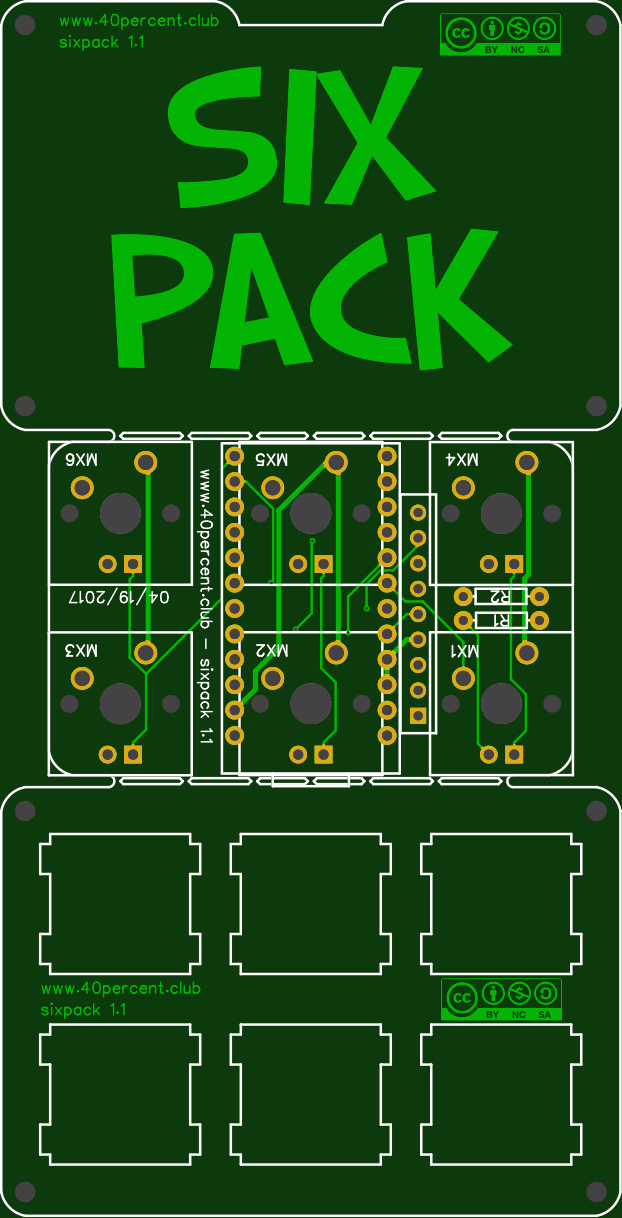 www.40percent.club
sixpack 1.1
cc
BY NC SA
SIX
PACK
MX6
MX5
MX4
www.40percent.club - sixpack 1.1
04/19/2017
R2
R1
MX3
MX2
MX1
www.40percent.club
sixpack 1.1
cc
BY NC SA